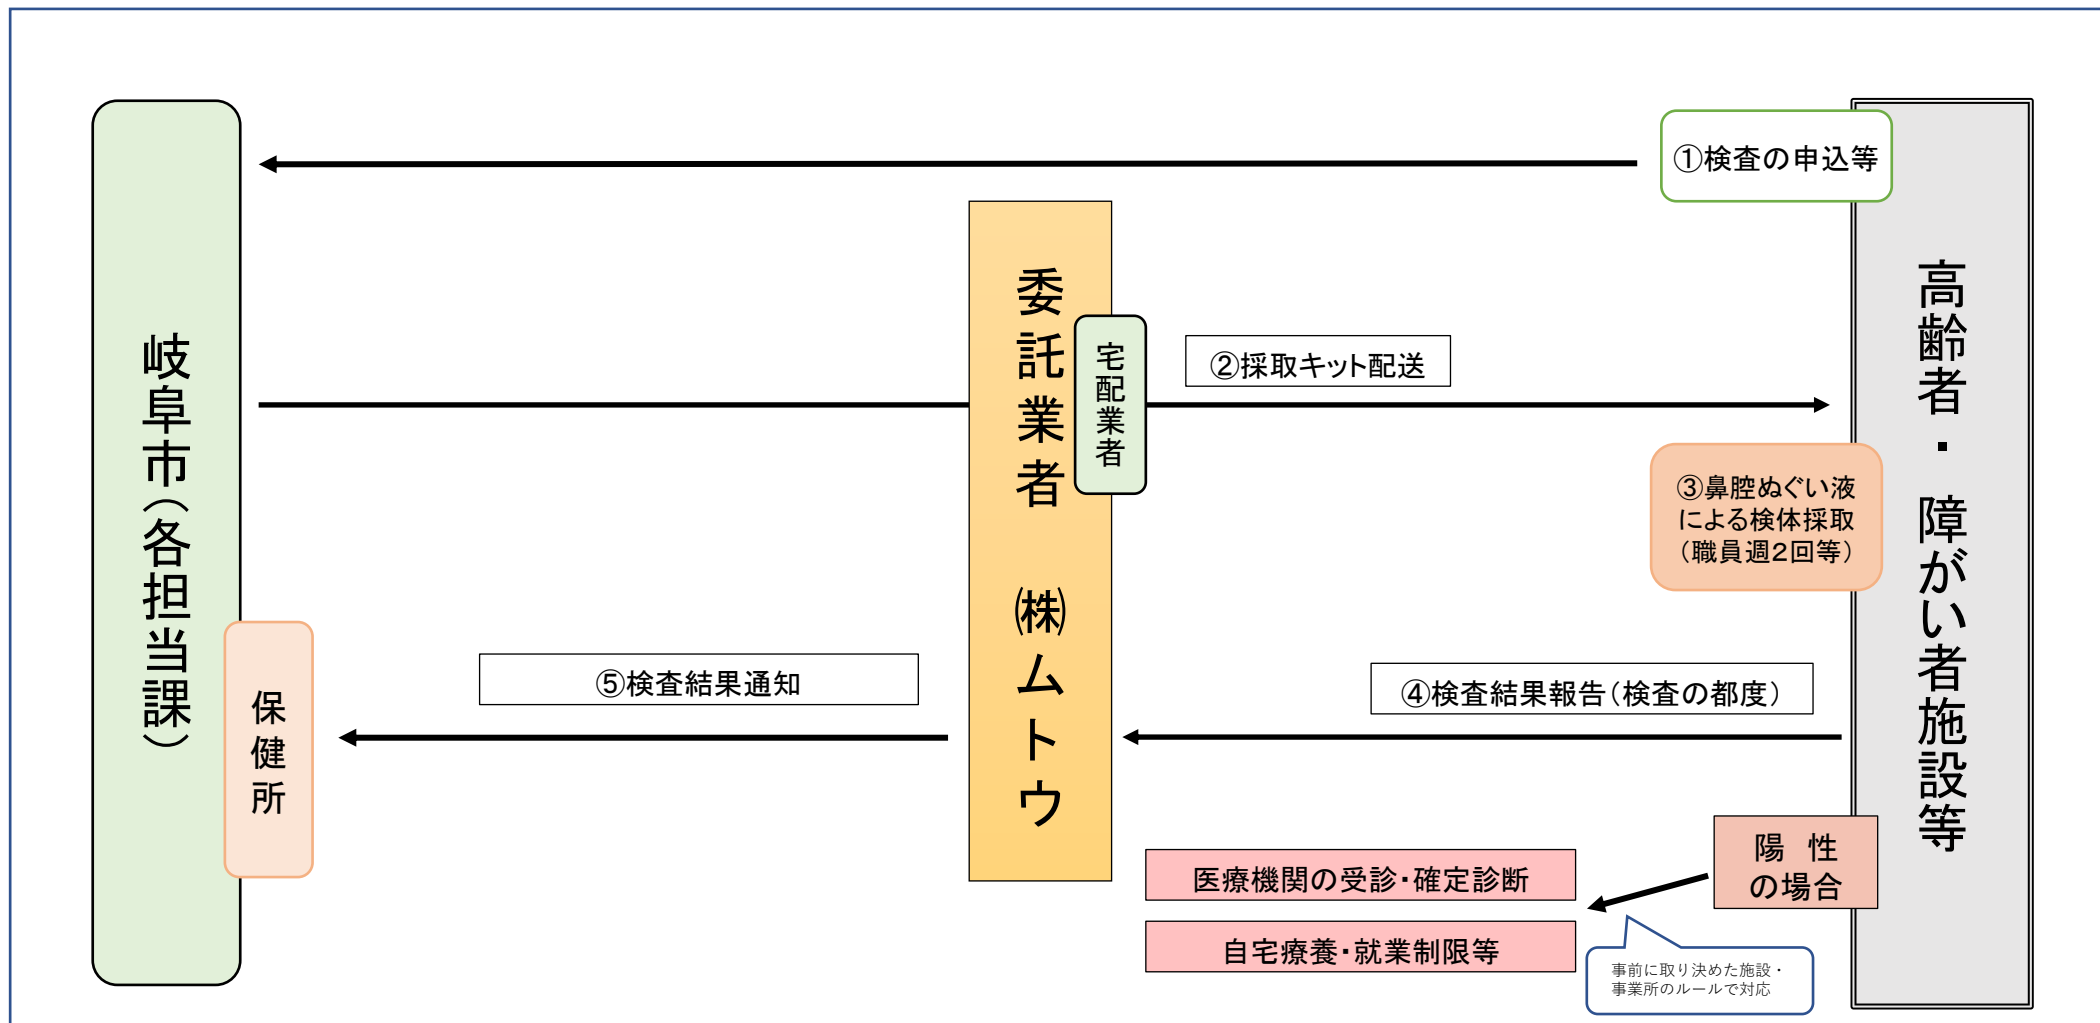 ①検査の申込等
岐阜市（各担当課）
委託業者　㈱ムトウ
宅配業者
高齢者・障がい者施設等
②採取キット配送
③鼻腔ぬぐい液
による検体採取
（職員週2回等）
④検査結果報告（検査の都度）
⑤検査結果通知
保健所
陽　性
の場合
医療機関の受診・確定診断
自宅療養・就業制限等
事前に取り決めた施設・
事業所のルールで対応